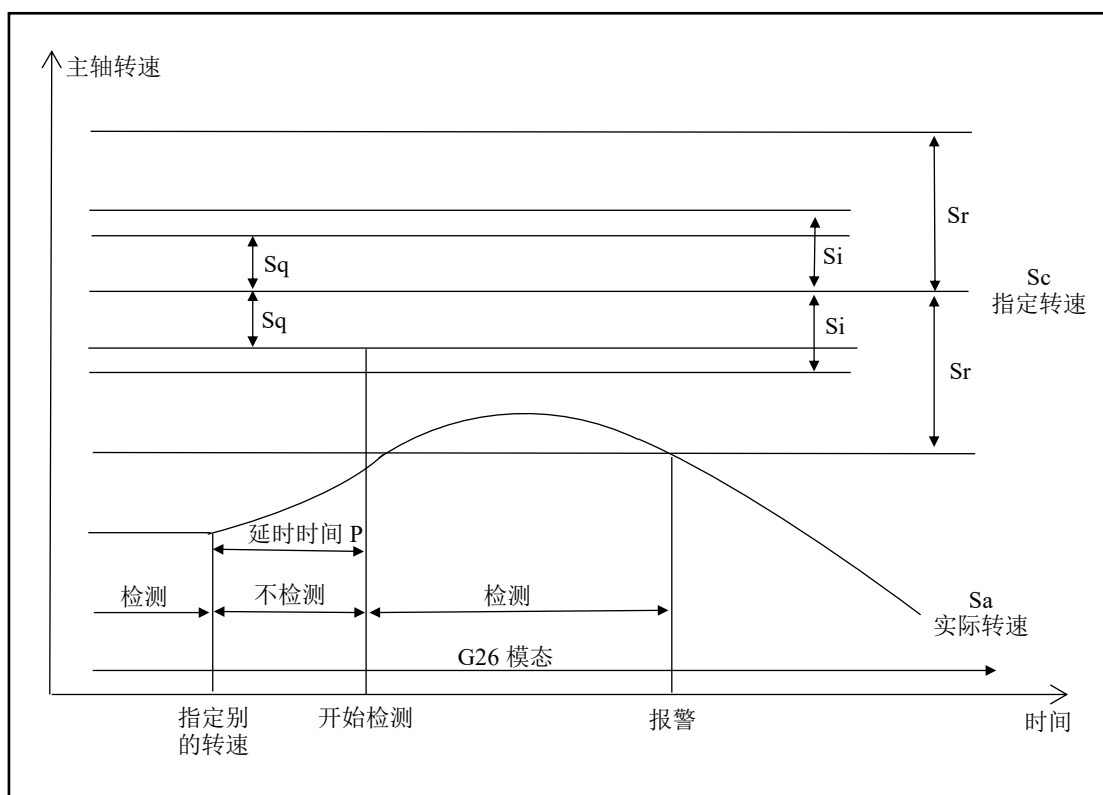 主轴转速
Sr
Sq
Si
Sc
指定转速
Sq
Si
Sr
延时时间 P
检测
不检测
检测
Sa
实际转速
G26 模态
指定别
的转速
开始检测
报警
时间